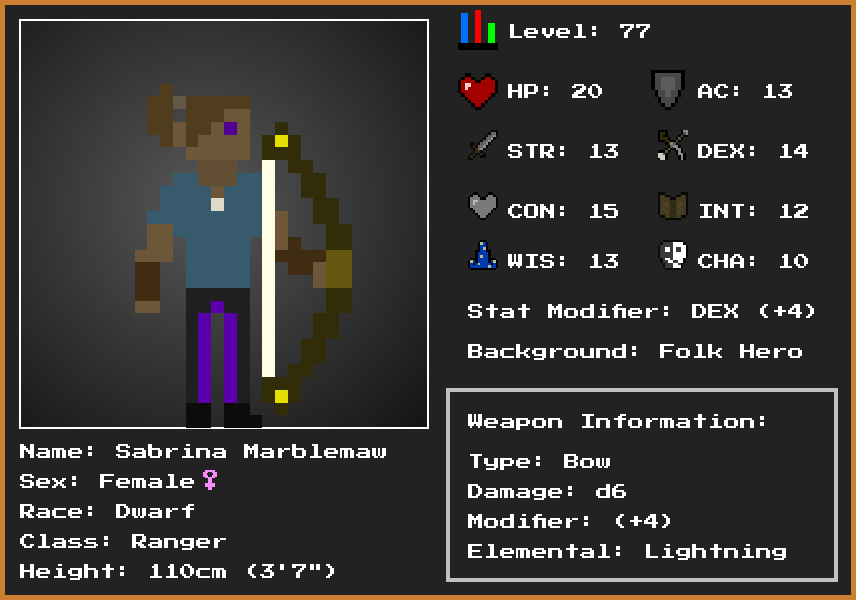 Level: 77
HP: 20
AC: 13
STR: 13
DEX: 14
CON: 15
INT: 12
WIS: 13
CHA: 10
Stat Modifier: DEX (+4)
Background: Folk Hero
Name: Sabrina Marblemaw
Sex: Female♀
Race: Dwarf
Class: Ranger
Height: 110cm (3'7")
Weapon Information:
Type: Bow
Damage: d6
Modifier: (+4)
Elemental: Lightning